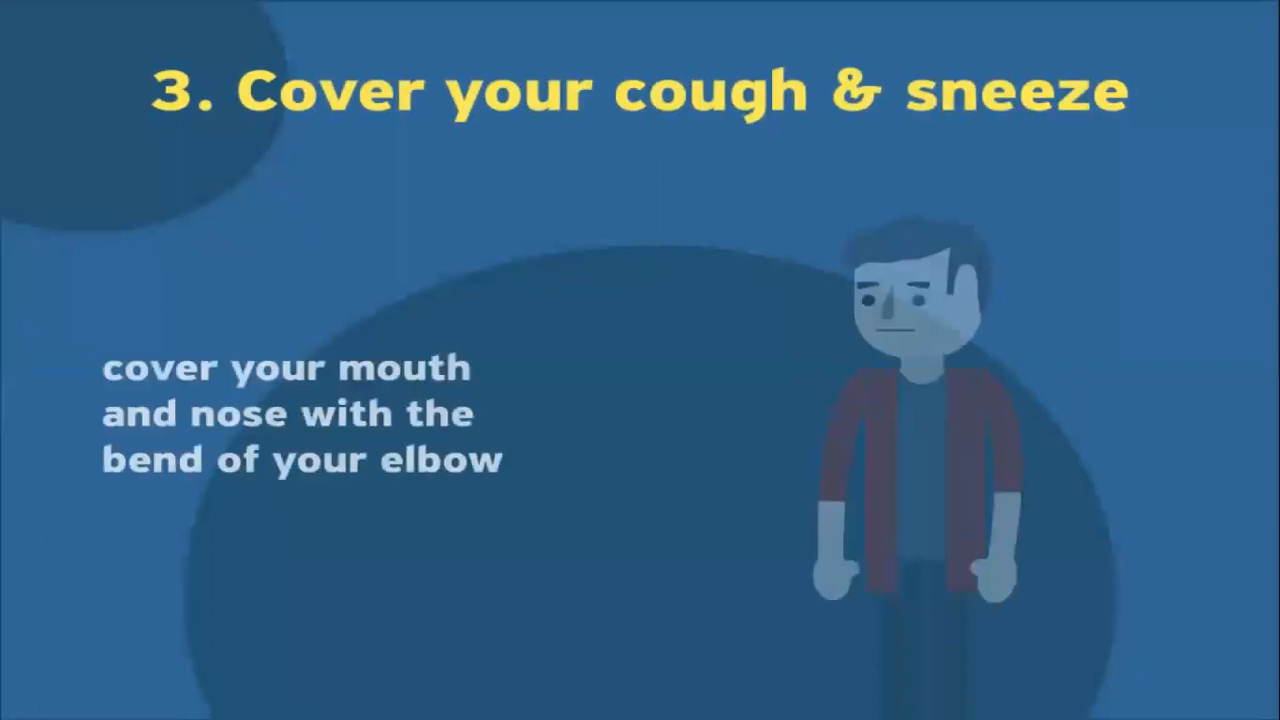 3. Cover your cough & sneeze
cover your mouth
and nose with the
bend of your elbow